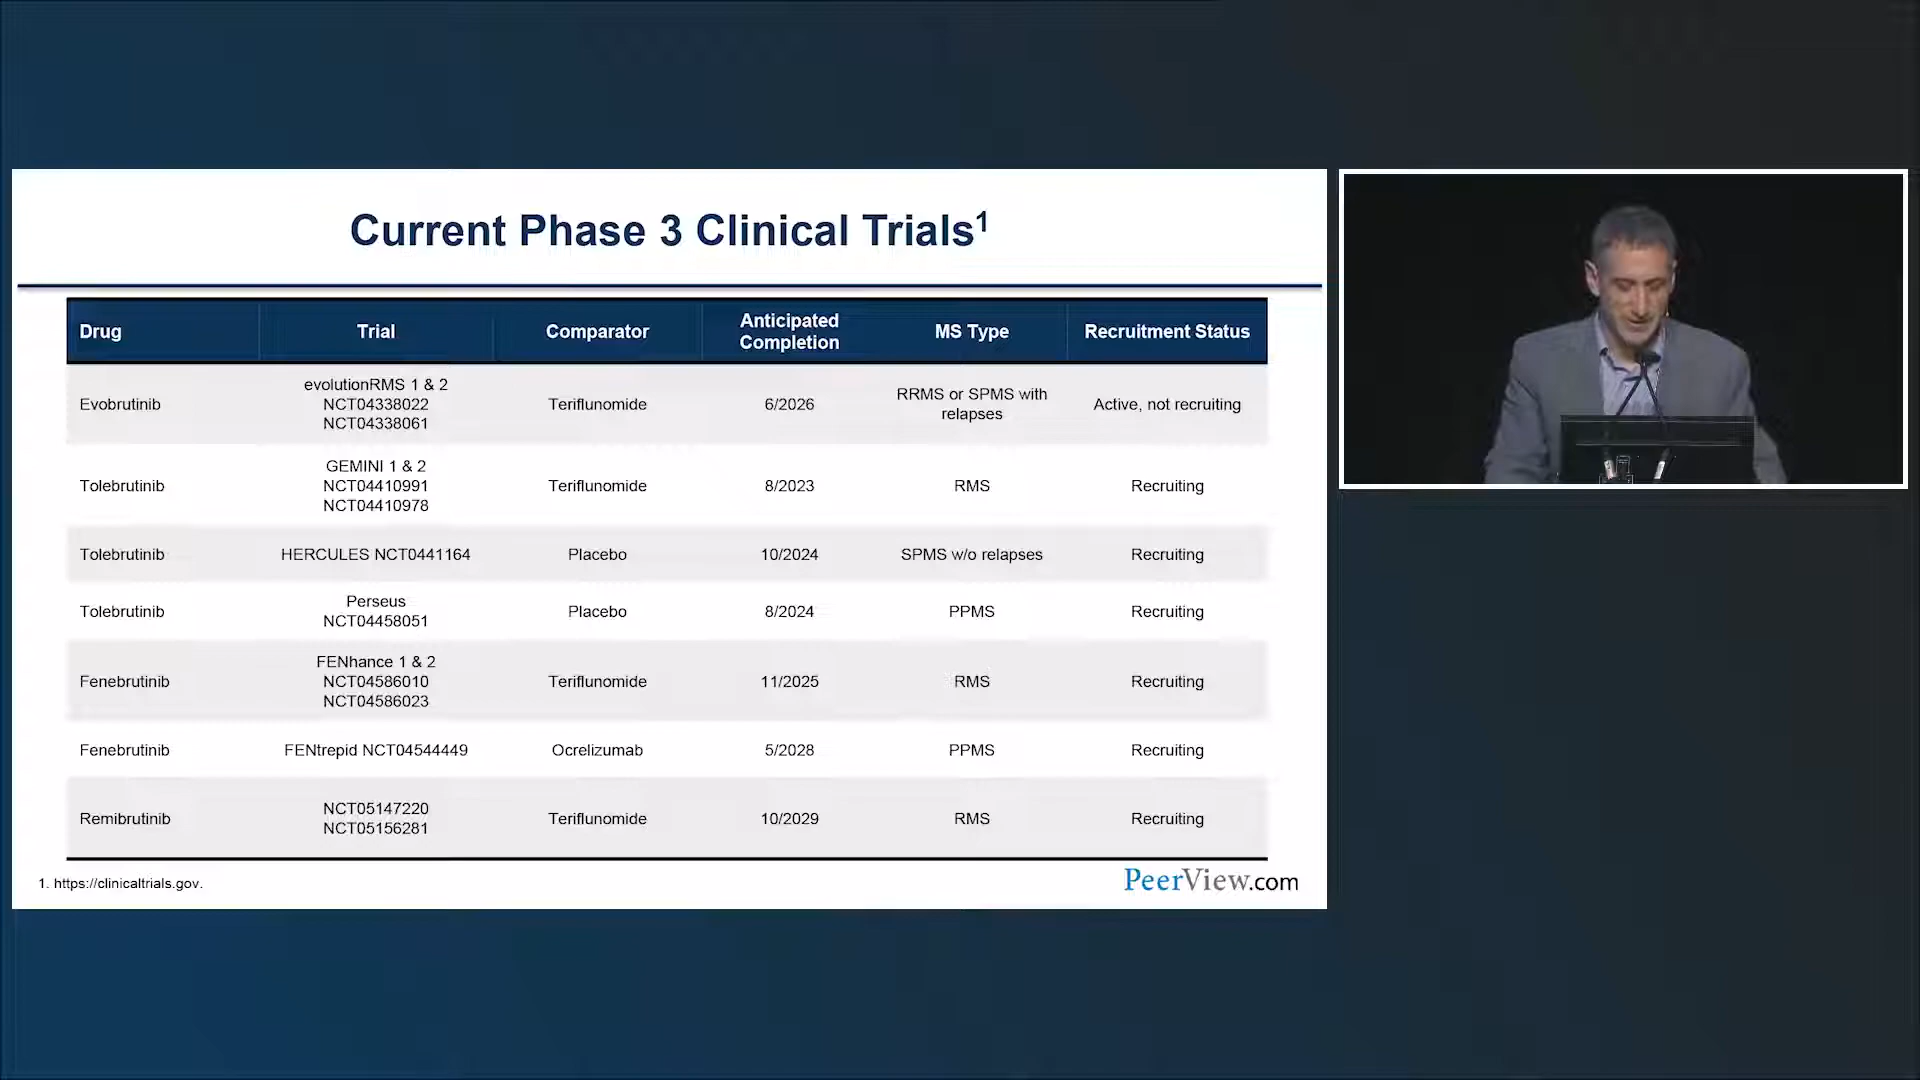 Current Phase 3 Clinical Trials1
Drug
Trial
Comparator
Anticipated
Completion
MS Type
Recruitment Status
Evobrutinib
evolutionRMS 1 & 2
NCT04338022
NCT04338061
Teriflunomide
6/2026
RRMS or SPMS with
relapses
Active, not recruiting
Tolebrutinib
GEMINI 1 & 2
NCT04410991
NCT04410978
Teriflunomide
8/2023
RMS
Recruiting
Tolebrutinib
HERCULES NCT0441164
Placebo
10/2024
SPMS w/o relapses
Recruiting
Tolebrutinib
Perseus
NCT04458051
Placebo
8/2024
PPMS
Recruiting
Fenebrutinib
FENhance 1 & 2
NCT04586010
NCT04586023
Teriflunomide
11/2025
RMS
Recruiting
Fenebrutinib
FENtrepid NCT04544449
Ocrelizumab
5/2028
PPMS
Recruiting
Remibrutinib
NCT05147220
NCT05156281
Teriflunomide
10/2029
RMS
Recruiting
1. https://clinicaltrials.gov.
PeerView.com